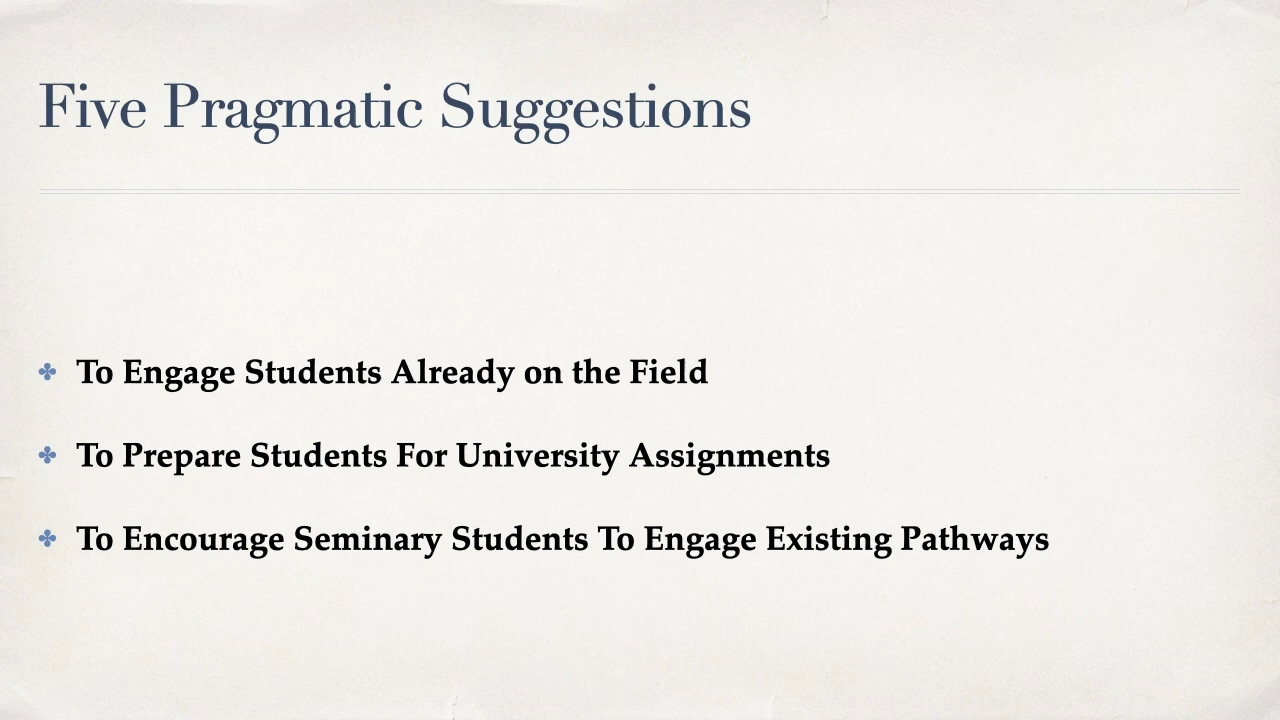 Five Pragmatic Suggestions
To Engage Students Already on the Field
To Prepare Students For University Assignments
To Encourage Seminary Students To Engage Existing Pathways